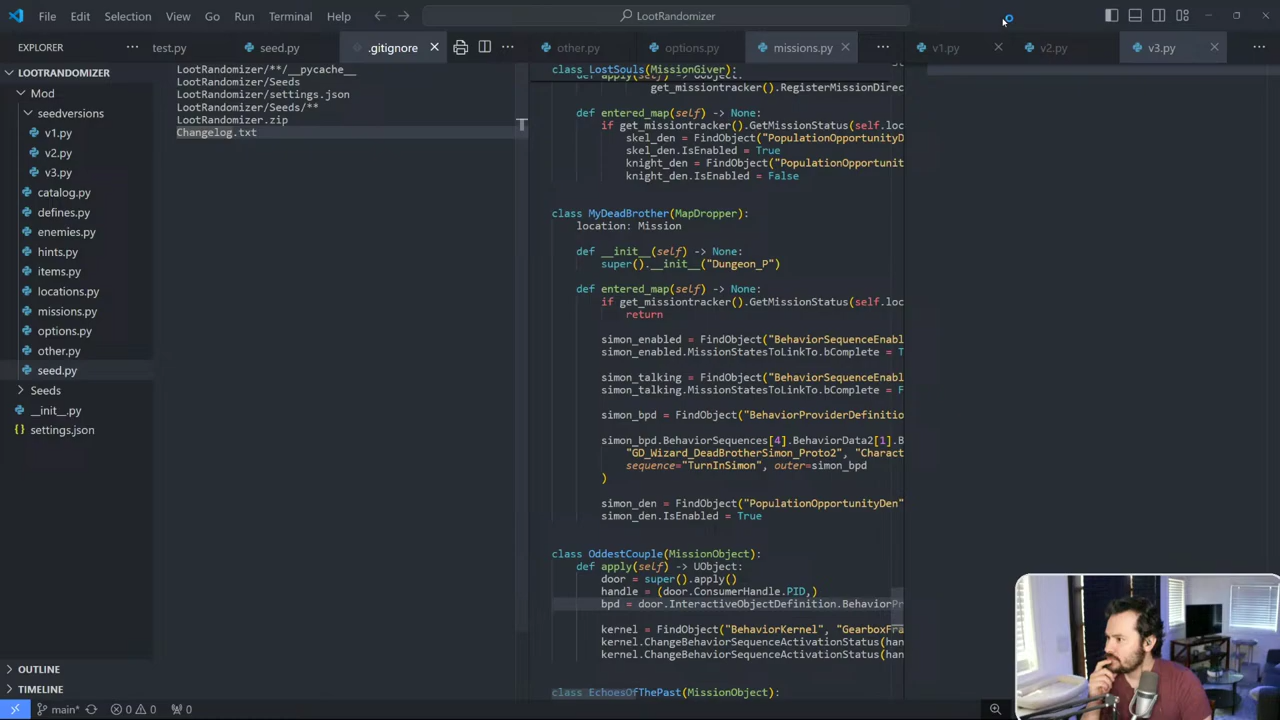 File Edit Selection View Go Run Terminal Help
LootRandomizer
EXPLORER
test.py
seed.py
.gitignore
other.py
options.py
missions.py
v1.py
v2.py
v3.py
LOOTRANDOMIZER
Mod
seedversions
v1.py
v2.py
v3.py
catalog.py
defines.py
enemies.py
hints.py
items.py
locations.py
missions.py
options.py
other.py
seed.py
Seeds
__init__.py
settings.json
OUTLINE
TIMELINE
LootRandomizer/**/__pycache__
LootRandomizer/Seeds
LootRandomizer/settings.json
LootRandomizer/Seeds/**
LootRandomizer.zip
Changelog.txt
class LostSouls(MissionGiver):
get_missiontracker().RegisterMissionDirec
def entered_map(self) -> None:
if get_missiontracker().GetMissionStatus(self.loc
skel_den = FindObject("PopulationOpportunityD
skel_den.IsEnabled = True
knight_den = FindObject("PopulationOpportunit
knight_den.IsEnabled = False
class MyDeadBrother(MapDropper):
location: Mission
def __init__(self) -> None:
super().__init__("Dungeon_P")
def entered_map(self) -> None:
if get_missiontracker().GetMissionStatus(self.loc
return
simon_enabled = FindObject("BehaviorSequenceEnabl
simon_enabled.MissionStatesToLinkTo.bComplete = T
simon_talking = FindObject("BehaviorSequenceEnabl
simon_talking.MissionStatesToLinkTo.bComplete = F
simon_bpd = FindObject("BehaviorProviderDefinitio
simon_bpd.BehaviorSequences[4].BehaviorData2[1].B
"GD_Wizard_DeadBrotherSimon_Proto2", "Charact
sequence="TurnInSimon", outer=simon_bpd
)
simon_den = FindObject("PopulationOpportunityDen"
simon_den.IsEnabled = True
class OddestCouple(MissionObject):
def apply(self) -> UObject:
door = super().apply()
handle = (door.ConsumerHandle.PID,)
bpd = door.InteractiveObjectDefinition.BehaviorPr
kernel = FindObject("BehaviorKernel", "GearboxFra
kernel.ChangeBehaviorSequenceActivationStatus(han
kernel.ChangeBehaviorSequenceActivationStatus(han
class EchoesOfThePast(MissionObject):
main* 0 0 0